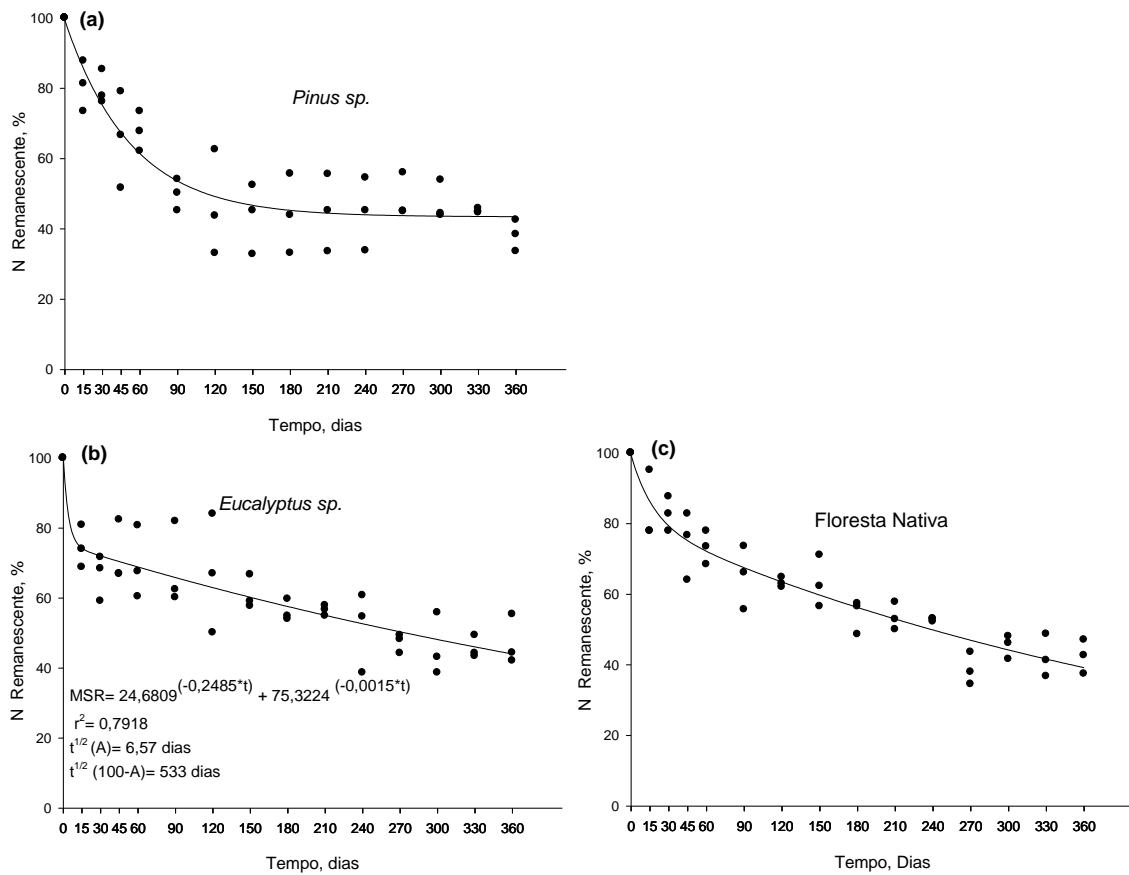 (a)
Pinus sp.
N Remanescente, %
100
80
60
40
20
0
0 15 30 45 60 90 120 150 180 210 240 270 300 330 360
Tempo, dias
(b)
Eucalyptus sp.
N Remanescente, %
100
80
60
40
20
0
MSR= 24,6809^(-0,2485*t) + 75,3224^(-0,0015*t)
r²= 0,7918
t^1/2 (A)= 6,57 dias
t^1/2 (100-A)= 533 dias
0 15 30 45 60 90 120 150 180 210 240 270 300 330 360
Tempo, dias
(c)
Floresta Nativa
N Remanescente, %
100
80
60
40
20
0
0 15 30 45 60 90 120 150 180 210 240 270 300 330 360
Tempo, Dias